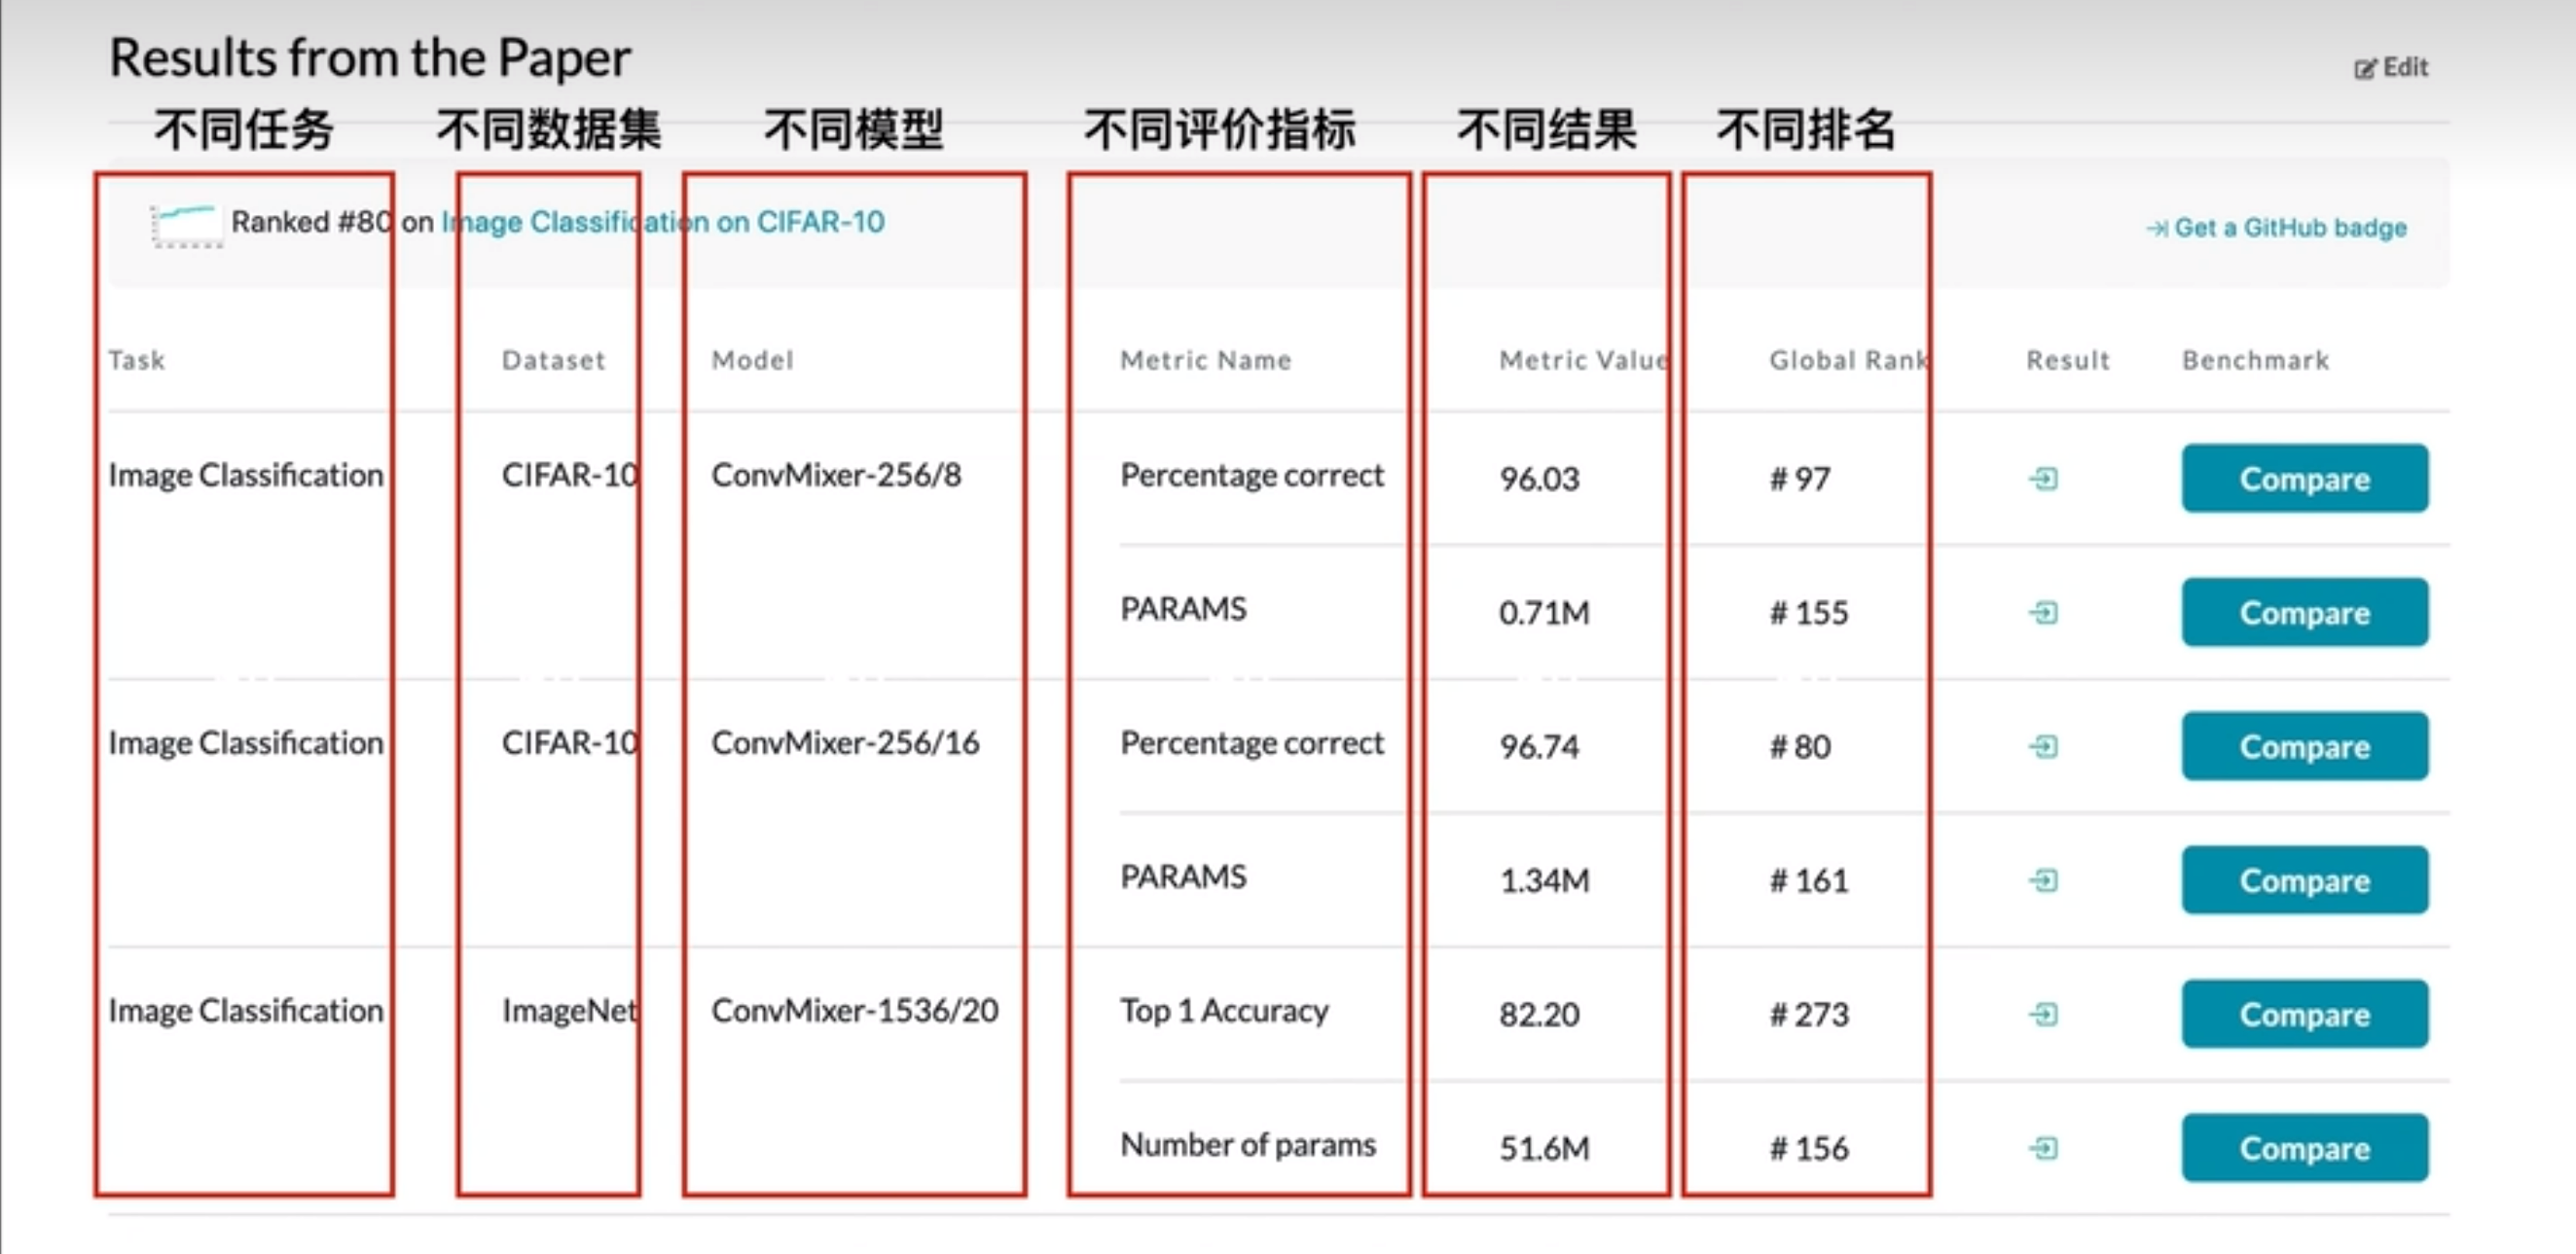 Results from the Paper
Edit
不同任务 不同数据集 不同模型 不同评价指标 不同结果 不同排名
Ranked #80 on Image Classification on CIFAR-10
Get a GitHub badge
Task Dataset Model Metric Name Metric Value Global Rank Result Benchmark
Image Classification CIFAR-10 ConvMixer-256/8 Percentage correct 96.03 # 97 Compare
PARAMS 0.71M # 155 Compare
Image Classification CIFAR-10 ConvMixer-256/16 Percentage correct 96.74 # 80 Compare
PARAMS 1.34M # 161 Compare
Image Classification ImageNet ConvMixer-1536/20 Top 1 Accuracy 82.20 # 273 Compare
Number of params 51.6M # 156 Compare